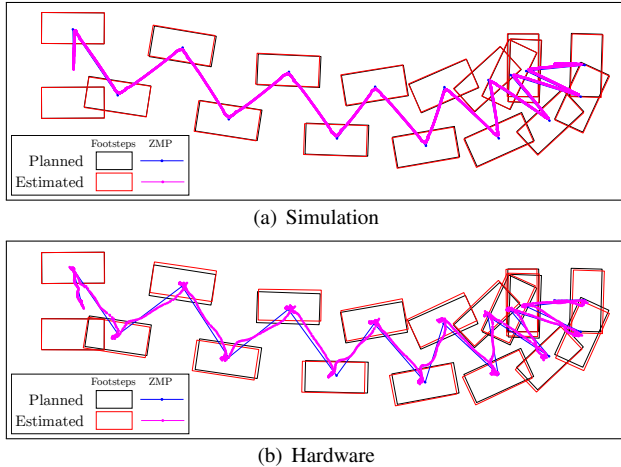 Footsteps ZMP
Planned
Estimated
(a) Simulation
Footsteps ZMP
Planned
Estimated
(b) Hardware